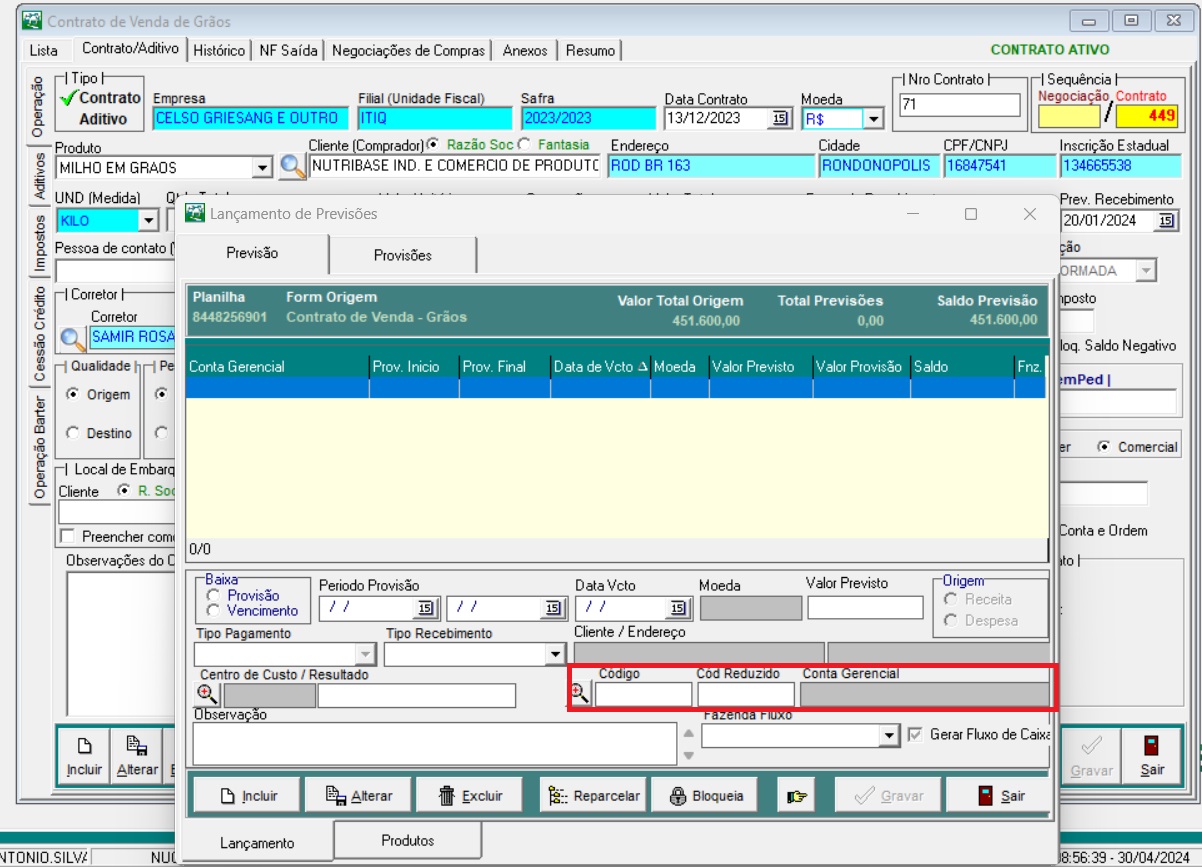 Contrato de Venda de Grãos
Lista Contrato/Aditivo Histórico NF Saída Negociações de Compras Anexos Resumo CONTRATO ATIVO
Operação
Aditivos
Impostos
Cessão Crédito
Operação Barter
Tipo
Contrato
Aditivo
Empresa
CELSO GRIESANG E OUTRO
Filial (Unidade Fiscal)
ITIQ
Safra
2023/2023
Data Contrato
13/12/2023 15
Moeda
R$
Nro Contrato
71
Sequência
Negociação / Contrato
449
Produto
MILHO EM GRAOS
Cliente (Comprador) Razão Soc Fantasia
NUTRIBASE IND. E COMERCIO DE PRODUTC
Endereço
ROD BR 163
Cidade
RONDONOPOLIS
CPF/CNPJ
16847541
Inscrição Estadual
134665538
UND (Medida)
KILO
Prev. Recebimento
20/01/2024 15
Pessoa de contato
ção
ORMADA
Corretor
Corretor
SAMIR ROSA
posto
loq. Saldo Negativo
Qualidade Pe
Origem
Destino
emPed
er Comercial
Local de Embarq
Cliente R. Soc
Preencher com
Conta e Ordem
Observações do C
Incluir Alterar
Gravar Sair
Lançamento de Previsões
Previsão Provisões
Planilha Form Origem Valor Total Origem Total Previsões Saldo Previsão
8448256901 Contrato de Venda - Grãos 451.600,00 0,00 451.600,00
Conta Gerencial Prov. Inicio Prov. Final Data de Vcto Moeda Valor Previsto Valor Provisão Saldo Fnz.
0/0
Baixa
Provisão
Vencimento
Periodo Provisão
/ / 15 / / 15
Data Vcto
/ / 15
Moeda
Valor Previsto
Origem
Receita
Despesa
Tipo Pagamento Tipo Recebimento Cliente / Endereço
Centro de Custo / Resultado Código Cód Reduzido Conta Gerencial
Observação Fazenda Fluxo
Gerar Fluxo de Caixa
Incluir Alterar Excluir Reparcelar Bloqueia Gravar Sair
Lançamento Produtos
NTONIO.SILVA NUC 8:56:39 - 30/04/2024